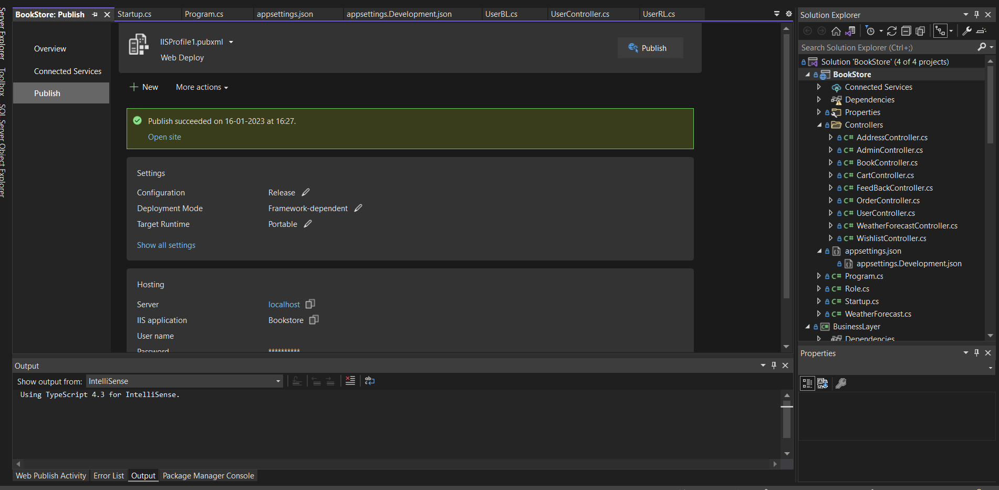 BookStore: Publish
Startup.cs
Program.cs
appsettings.json
appsettings.Development.json
UserBL.cs
UserController.cs
UserRL.cs
Server Explorer
Toolbox
SQL Server Object Explorer
Overview
Connected Services
Publish
IISProfile1.pubxml
Web Deploy
Publish
New
More actions
Publish succeeded on 16-01-2023 at 16:27.
Open site
Settings
Configuration Release
Deployment Mode Framework-dependent
Target Runtime Portable
Show all settings
Hosting
Server localhost
IIS application Bookstore
User name
Password **********
Output
Show output from: IntelliSense
Using TypeScript 4.3 for IntelliSense.
Web Publish Activity
Error List
Output
Package Manager Console
Solution Explorer
Search Solution Explorer (Ctrl+;)
Solution 'BookStore' (4 of 4 projects)
BookStore
Connected Services
Dependencies
Properties
Controllers
C# AddressController.cs
C# AdminController.cs
C# BookController.cs
C# CartController.cs
C# FeedBackController.cs
C# OrderController.cs
C# UserController.cs
C# WeatherForecastController.cs
C# WishlistController.cs
appsettings.json
appsettings.Development.json
C# Program.cs
C# Role.cs
C# Startup.cs
C# WeatherForecast.cs
C# BusinessLayer
Dependencies
Properties